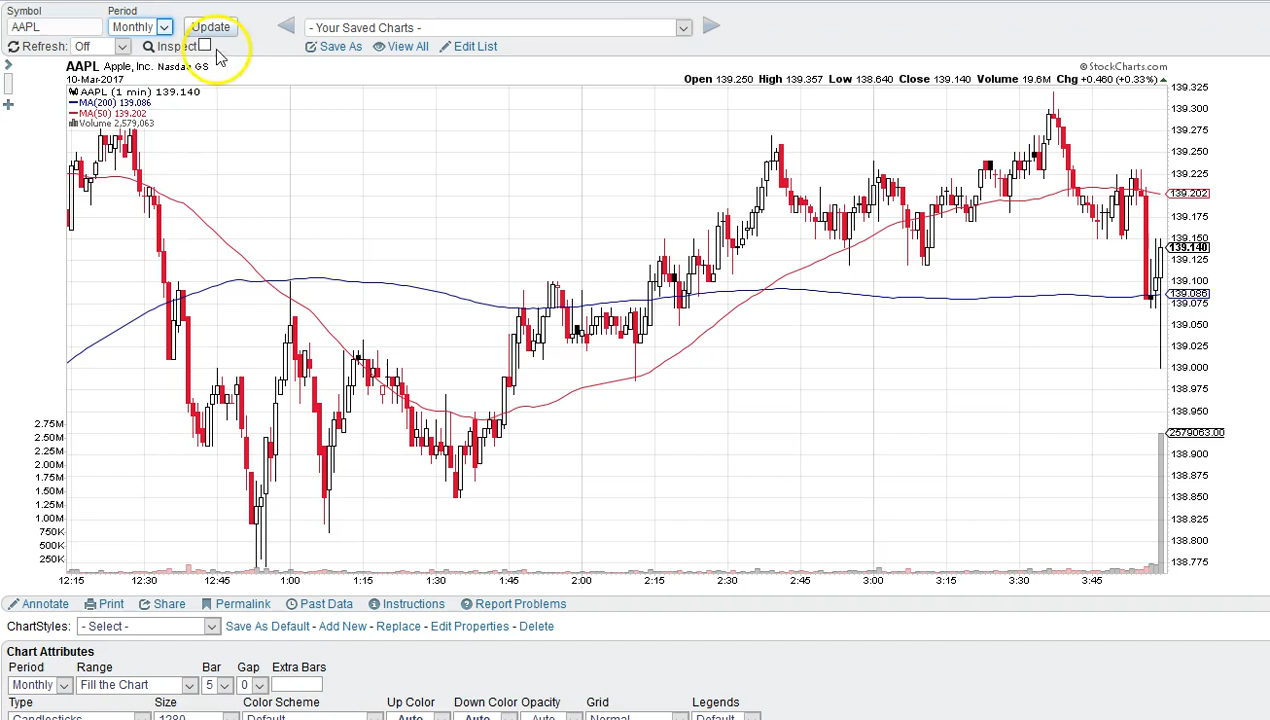 Symbol Period
AAPL Monthly Update - Your Saved Charts -
Refresh: Off Inspect Save As View All Edit List
AAPL Apple, Inc. Nasdaq GS © StockCharts.com
10-Mar-2017 Open 139.250 High 139.357 Low 138.640 Close 139.140 Volume 19.6M Chg +0.460 (+0.33%)
AAPL (1 min) 139.140
MA(200) 139.086
MA(50) 139.202
Volume 2,579,063
139.325
139.300
139.275
139.250
139.225
139.202
139.175
139.150
139.140
139.125
139.100
139.086
139.075
139.050
139.025
139.000
138.975
138.950
2579063.00
138.900
138.875
138.850
138.825
138.800
138.775
2.75M
2.50M
2.25M
2.00M
1.75M
1.50M
1.25M
1.00M
750K
500K
250K
12:15 12:30 12:45 1:00 1:15 1:30 1:45 2:00 2:15 2:30 2:45 3:00 3:15 3:30 3:45
Annotate Print Share Permalink Past Data Instructions Report Problems
ChartStyles: - Select - Save As Default - Add New - Replace - Edit Properties - Delete
Chart Attributes
Period Range Bar Gap Extra Bars
Monthly Fill the Chart 5 0
Type Size Color Scheme Up Color Down Color Opacity Grid Legends
Candlesticks 1280 Default Auto Auto Auto Normal Default